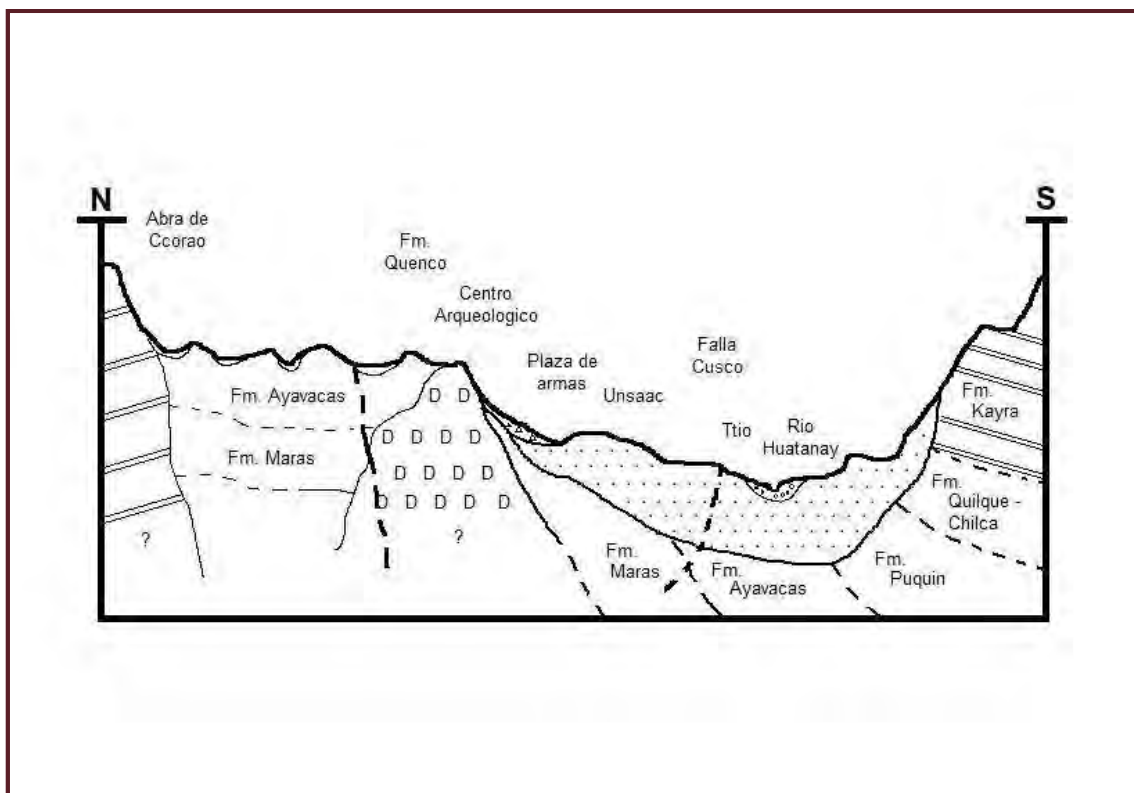 N
S
Abra de
Ccorao
Fm.
Quenco
Centro
Arqueologico
Plaza de
armas
Unsaac
Falla
Cusco
Ttio
Rio
Huatanay
Fm. Ayavacas
Fm. Maras
?
D D
D D D D
D D D D
D D D D D
?
Fm.
Maras
Fm.
Ayavacas
Fm.
Puquin
Fm.
Kayra
Fm.
Quilque -
Chilca